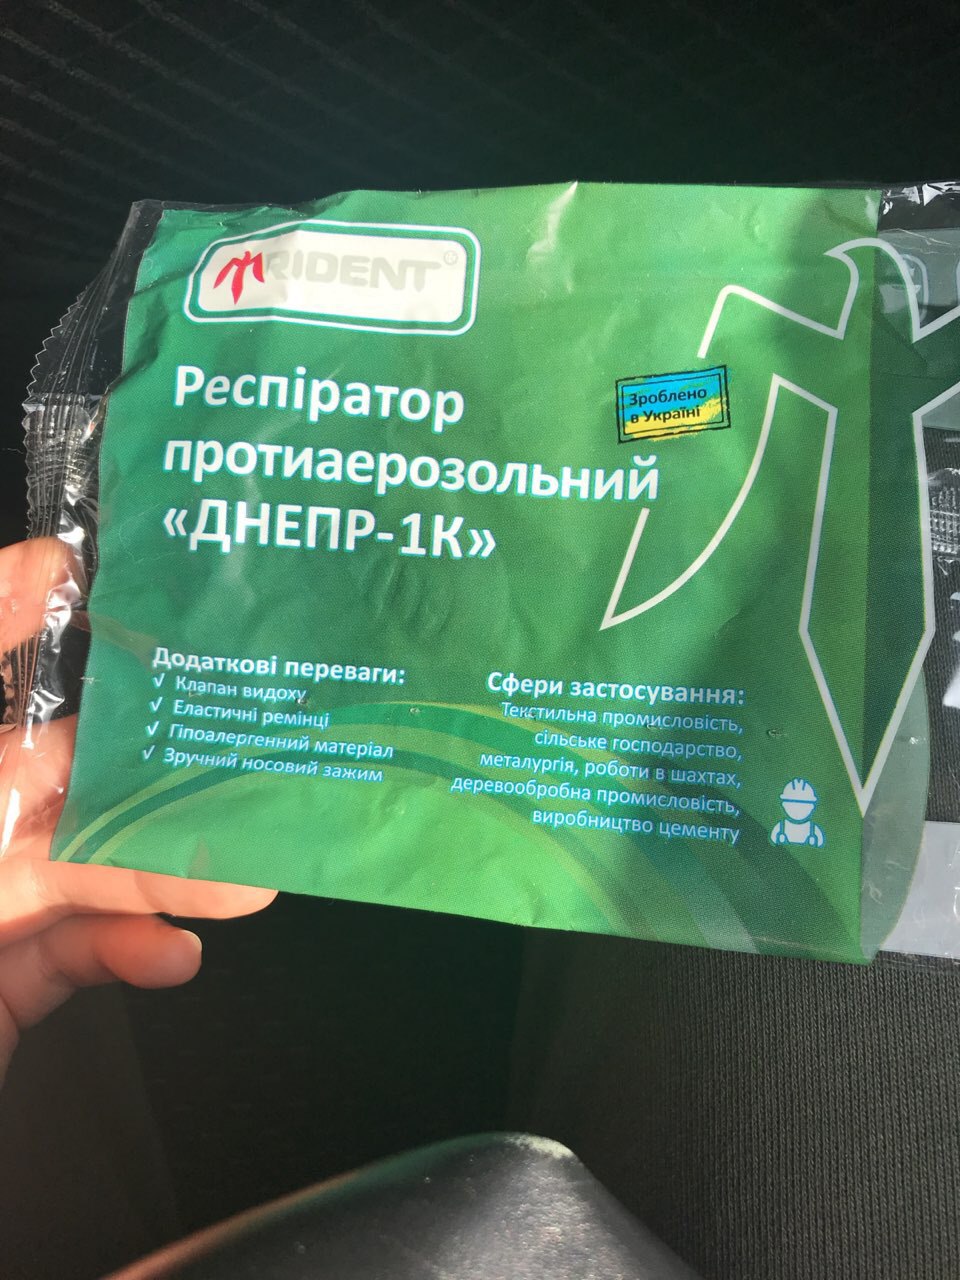 TRIDENT®
Респіратор
протиаерозольний
«ДНЕПР-1К»
Зроблено
в Україні
Додаткові переваги:
✓ Клапан видоху
✓ Еластичні ремінці
✓ Гіпоалергенний матеріал
✓ Зручний носовий зажим
Сфери застосування:
Текстильна промисловість,
сільське господарство,
металургія, роботи в шахтах,
деревообробна промисловість,
виробництво цементу